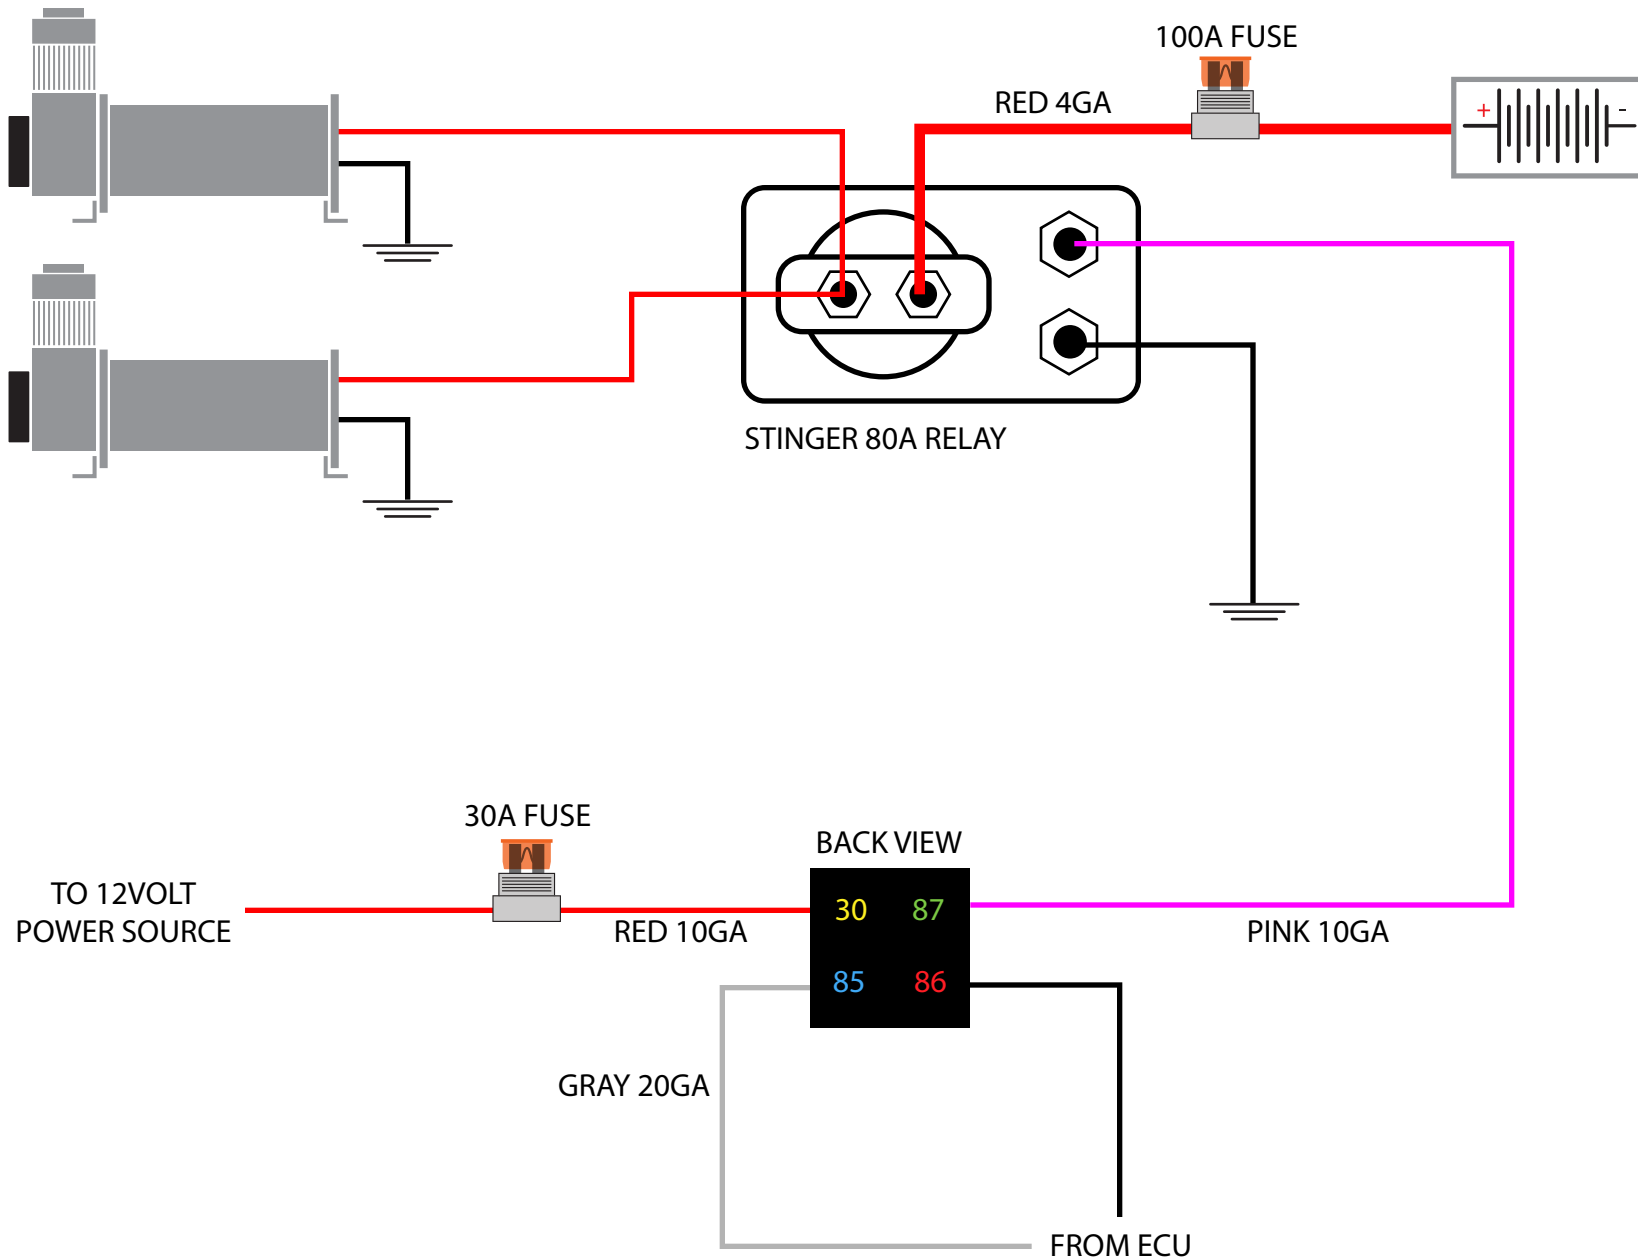 100A FUSE
RED 4GA
+ -
STINGER 80A RELAY
30A FUSE
BACK VIEW
TO 12VOLT
POWER SOURCE
30 87
RED 10GA
PINK 10GA
85 86
GRAY 20GA
FROM ECU